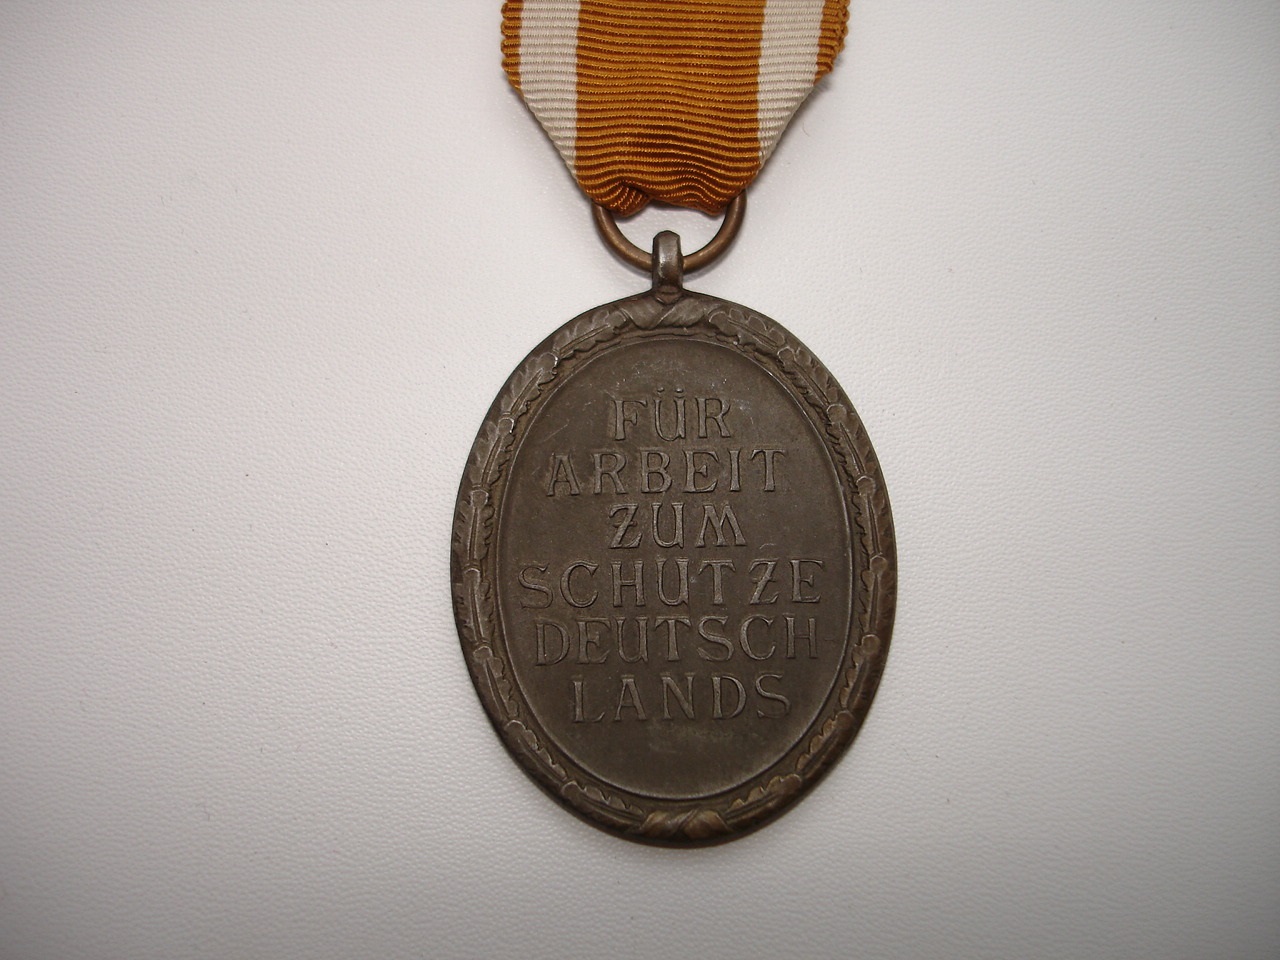 FÜR
ARBEIT
ZUM
SCHUTZE
DEUTSCH-
LANDS